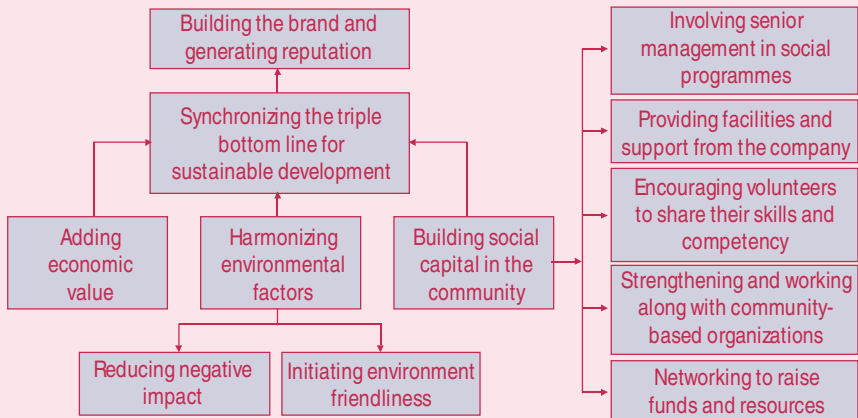 Building the brand and
generating reputation
Synchronizing the triple
bottom line for
sustainable development
Adding
economic
value
Harmonizing
environmental
factors
Building social
capital in the
community
Reducing negative
impact
Initiating environment
friendliness
Involving senior
management in social
programmes
Providing facilities and
support from the company
Encouraging volunteers
to share their skills and
competency
Strengthening and working
along with community-
based organizations
Networking to raise
funds and resources